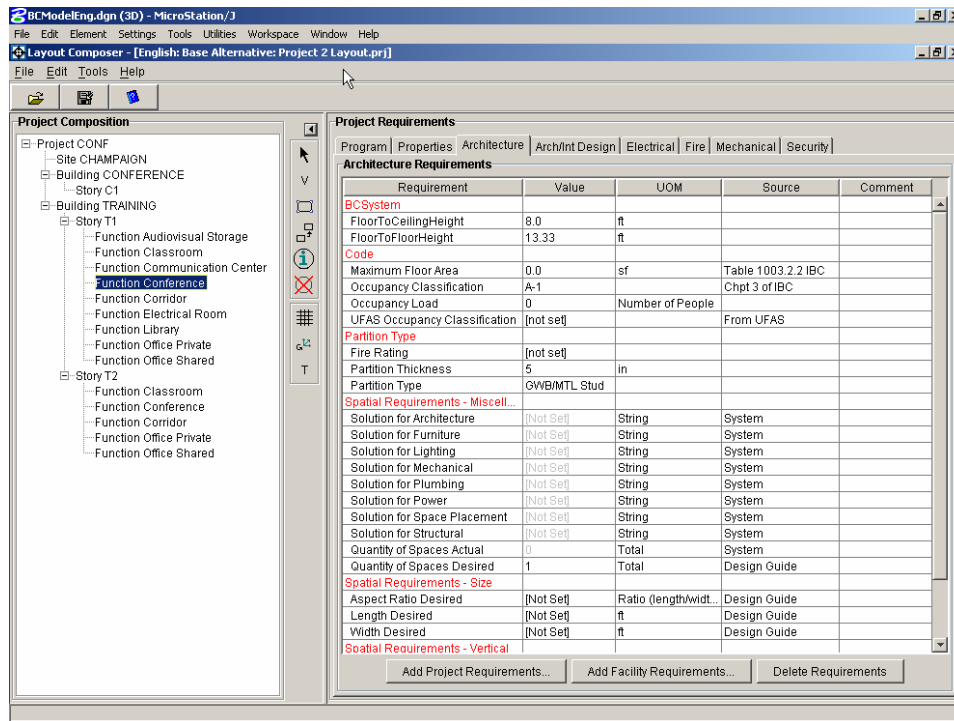 BCModelEng.dgn (3D) - MicroStation/J
File Edit Element Settings Tools Utilities Workspace Window Help
Layout Composer - [English: Base Alternative: Project 2 Layout.prj]
File Edit Tools Help
Project Composition
Project CONF
Site CHAMPAIGN
Building CONFERENCE
Story C1
Building TRAINING
Story T1
Function Audiovisual Storage
Function Classroom
Function Communication Center
Function Conference
Function Corridor
Function Electrical Room
Function Library
Function Office Private
Function Office Shared
Story T2
Function Classroom
Function Conference
Function Corridor
Function Office Private
Function Office Shared
V
G
T
Project Requirements
Program Properties Architecture Arch/Int Design Electrical Fire Mechanical Security
Architecture Requirements
Requirement Value UOM Source Comment
BCSystem
FloorToCeilingHeight 8.0 ft
FloorToFloorHeight 13.33 ft
Code
Maximum Floor Area 0.0 sf Table 1003.2.2 IBC
Occupancy Classification A-1 Chpt 3 of IBC
Occupancy Load 0 Number of People
UFAS Occupancy Classification [not set] From UFAS
Partition Type
Fire Rating [not set]
Partition Thickness 5 in
Partition Type GWB/MTL Stud
Spatial Requirements - Miscell...
Solution for Architecture [Not Set] String System
Solution for Furniture [Not Set] String System
Solution for Lighting [Not Set] String System
Solution for Mechanical [Not Set] String System
Solution for Plumbing [Not Set] String System
Solution for Power [Not Set] String System
Solution for Space Placement [Not Set] String System
Solution for Structural [Not Set] String System
Quantity of Spaces Actual 0 Total System
Quantity of Spaces Desired 1 Total Design Guide
Spatial Requirements - Size
Aspect Ratio Desired [Not Set] Ratio (length/widt... Design Guide
Length Desired [Not Set] ft Design Guide
Width Desired [Not Set] ft Design Guide
Spatial Requirements - Vertical
Add Project Requirements... Add Facility Requirements... Delete Requirements